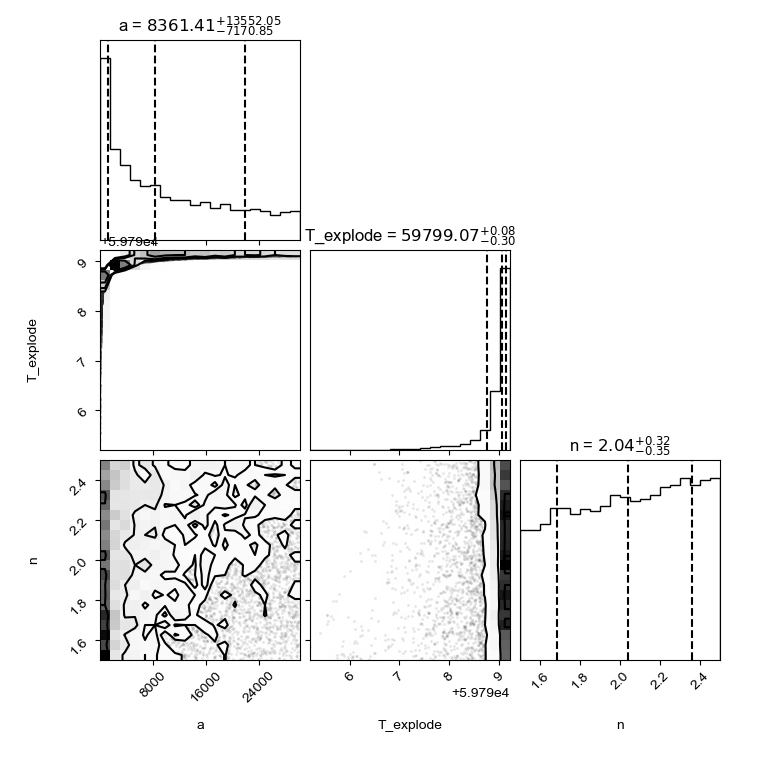 a = 8361.41 +13552.05 −7170.85
+5.979e4
T_explode = 59799.07 +0.08 −0.30
T_explode
9
8
7
6
n = 2.04 +0.32 −0.35
n
2.4
2.2
2.0
1.8
1.6
8000 16000 24000
a
6 7 8 9
+5.979e4
T_explode
1.6 1.8 2.0 2.2 2.4
n